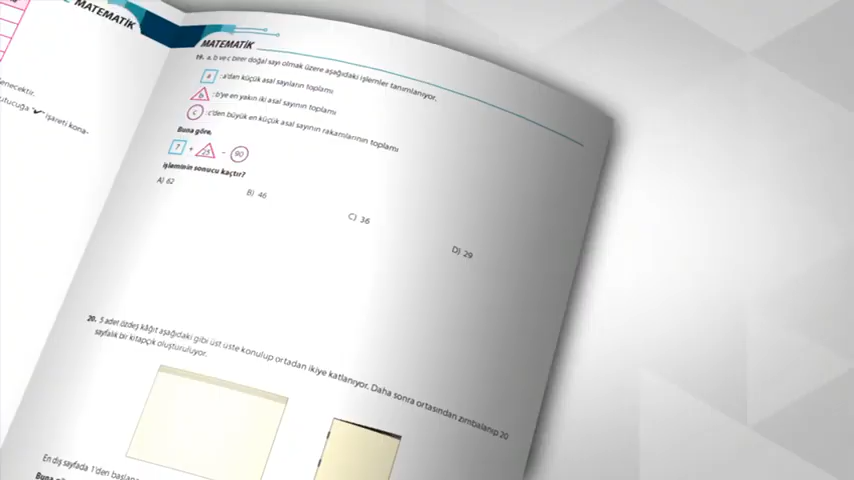 MATEMATİK
MATEMATİK
enecektir.
utucuğa "✔" işareti kona-
19. a, b ve c birer doğal sayı olmak üzere aşağıdaki işlemler tanımlanıyor.
a : a'dan küçük asal sayıların toplamı
b : b'ye en yakın iki asal sayının toplamı
c : c'den büyük en küçük asal sayının rakamlarının toplamı
Buna göre,
7 + 25 - 90
işleminin sonucu kaçtır?
A) 62
B) 46
C) 36
D) 29
20. 5 adet özdeş kâğıt aşağıdaki gibi üst üste konulup ortadan ikiye katlanıyor. Daha sonra ortasından zımbalanıp 20
sayfalık bir kitapçık oluşturuluyor.
En dış sayfada 1'den başlan
Buna